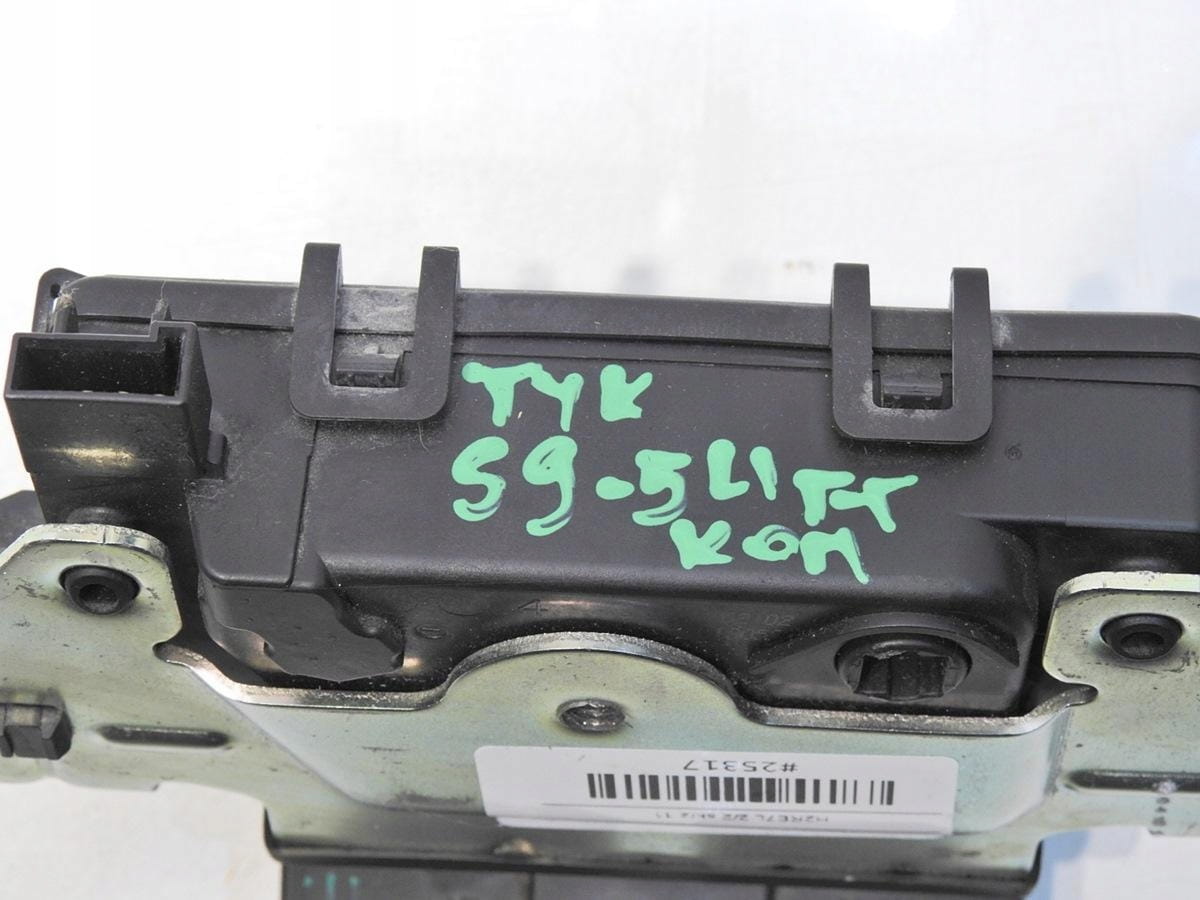 TYK
S9-5LIFT
KOM
#25317